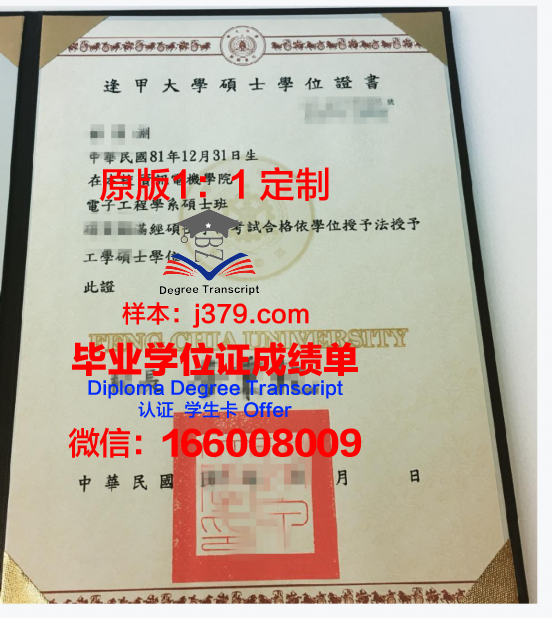 逢甲大學碩士學位證書
號
中華民國81年12月31日生
電機學院
原版1：1 定制
電子工程學系碩士班
考試合格依學位授予法授予
工學碩士學位
BZ
Degree Transcript
此證
样本：j379.com
FENG CHIA UNIVERSITY
毕业学位证成绩单
Diploma Degree Transcript
认证 学生卡 Offer
微信：166008009
中華民國 月 日